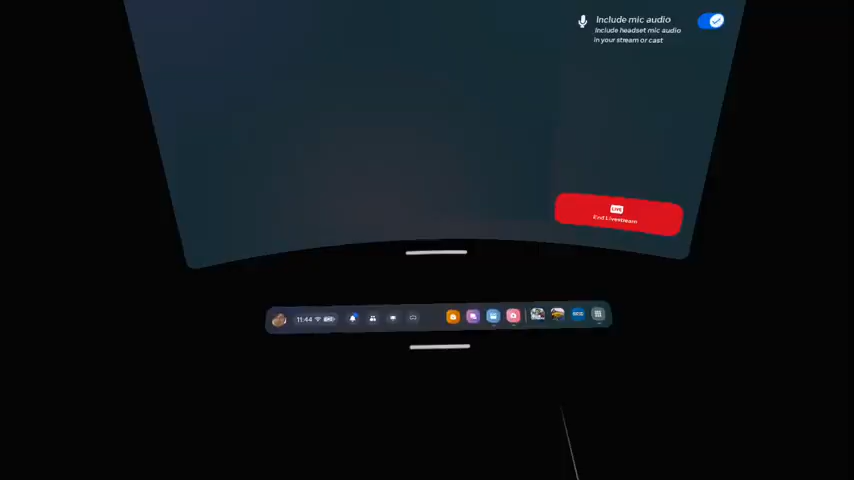 Include mic audio
Include headset mic audio
in your stream or cast
LIVE
End Livestream
11:44